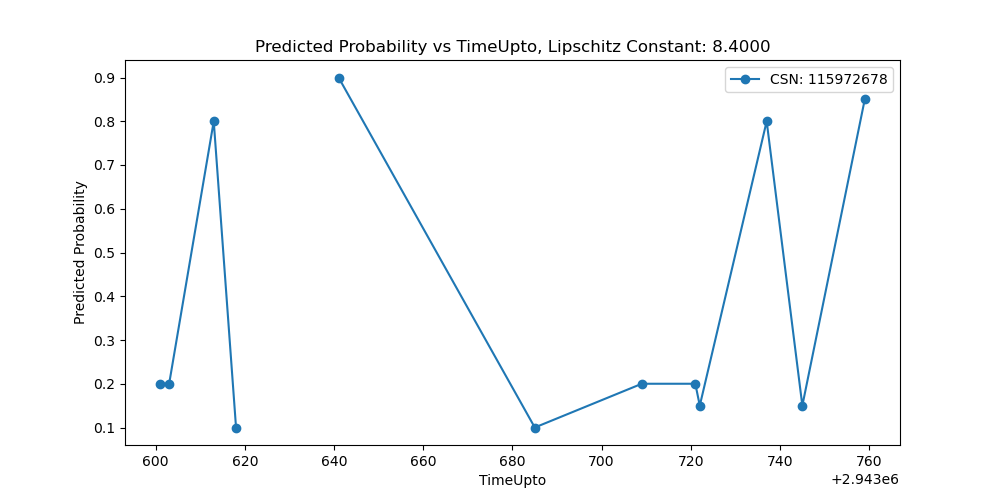 Predicted Probability vs TimeUpto, Lipschitz Constant: 8.4000
CSN: 115972678
Predicted Probability
0.9
0.8
0.7
0.6
0.5
0.4
0.3
0.2
0.1
600 620 640 660 680 700 720 740 760
TimeUpto
+2.943e6